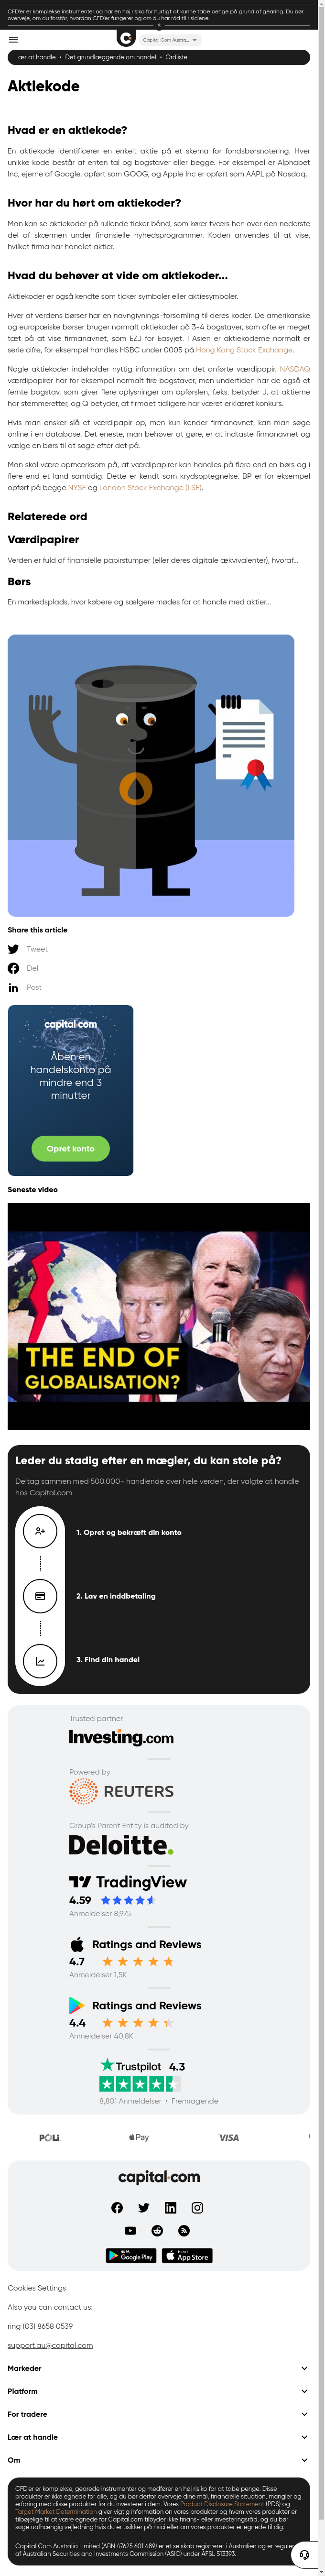 CFD'er er komplekse instrumenter og har en høj risiko for hurtigt at kunne tabe penge på grund af gearing. Du bør
overveje, om du forstår, hvordan CFD'er fungerer og om du har råd til risiciene.
Capital Com Austra...
Lær at handle • Det grundlæggende om handel • Ordliste
Aktiekode
Hvad er en aktiekode?
En aktiekode identificerer en enkelt aktie på et skema for fondsbørsnotering. Hver
unikke kode består af enten tal og bogstaver eller begge. For eksempel er Alphabet
Inc, ejerne af Google, opført som GOOG, og Apple Inc er opført som AAPL på Nasdaq.
Hvor har du hørt om aktiekoder?
Man kan se aktiekoder på rullende ticker bånd, som kører tværs hen over den nederste
del af skærmen under finansielle nyhedsprogrammer. Koden anvendes til at vise,
hvilket firma har handlet aktier.
Hvad du behøver at vide om aktiekoder...
Aktiekoder er også kendte som ticker symboler eller aktiesymboler.
Hver af verdens børser har en navngivnings-forsamling til deres koder. De amerikanske
og europæiske børser bruger normalt aktiekoder på 3-4 bogstaver, som ofte er meget
tæt på at være firmanavnet, som EZJ for Easyjet. I Asien er aktiekoderne normalt er
serie cifre, for eksempel handles HSBC under 0005 på Hong Kong Stock Exchange.
Nogle aktiekoder indeholder nyttig information om det anførte værdipapir. NASDAQ
værdipapirer har for eksempel normalt fire bogstaver, men undertiden har de også et
femte bogstav, som giver flere oplysninger om opførslen, f.eks. betyder J, at aktierne
har stemmeretter, og Q betyder, at firmaet tidligere har været erklæret konkurs.
Hvis man ønsker slå et værdipapir op, men kun kender firmanavnet, kan man søge
online i en database. Det eneste, man behøver at gøre, er at indtaste firmanavnet og
vælge en børs til at søge efter det på.
Man skal være opmærksom på, at værdipapirer kan handles på flere end en børs og i
flere end et land samtidig. Dette er kendt som krydsoptegnelse. BP er for eksempel
opført på begge NYSE og London Stock Exchange (LSE).
Relaterede ord
Værdipapirer
Verden er fuld af finansielle papirstumper (eller deres digitale ækvivalenter), hvoraf...
Børs
En markedsplads, hvor købere og sælgere mødes for at handle med aktier...
Share this article
Tweet
Del
Post
capital.com
Åben en
handelskonto på
mindre end 3
minutter
Opret konto
Seneste video
THE END OF
GLOBALISATION?
Leder du stadig efter en mægler, du kan stole på?
Deltag sammen med 500.000+ handlende over hele verden, der valgte at handle
hos Capital.com
1. Opret og bekræft din konto
2. Lav en inddbetaling
3. Find din handel
Trusted partner
Investing.com
Powered by
REUTERS
Group's Parent Entity is audited by
Deloitte.
TradingView
4.59
Anmeldelser 8,975
Ratings and Reviews
4.7
Anmeldelser 1,5K
Ratings and Reviews
4.4
Anmeldelser 40,8K
Trustpilot 4.3
8,801 Anmeldelser • Fremragende
POLi
Pay
VISA
capital.com
Google Play
App Store
Cookies Settings
Also you can contact us:
ring (03) 8658 0539
support.au@capital.com
Markeder
Platform
For tradere
Lær at handle
Om
CFD'er er komplekse, gearede instrumenter og medfører en høj risiko for at tabe penge. Disse
produkter er ikke egnede for alle, og du bør derfor overveje dine mål, finansielle situation, mangler og
erfaring med disse produkter før du investerer i dem. Vores Product Disclosure Statement (PDS) og
Target Market Determination giver vigtig information on vores produkter og hvem vores produkter er
tilbøjelige til at være egnede for. Capital.com tilbyder ikke finans- eller investeringsråd, og du bør
søge om uafhængig vejledning hvis du er i tvivl om disse produkter er egnede til dig.
Capital Com Australia Limited (ABN 47625 601 489) er et selskab registeret i Australien og er reguleret
af Australian Securities and Investments Commission (ASIC) under AFSL 513393.